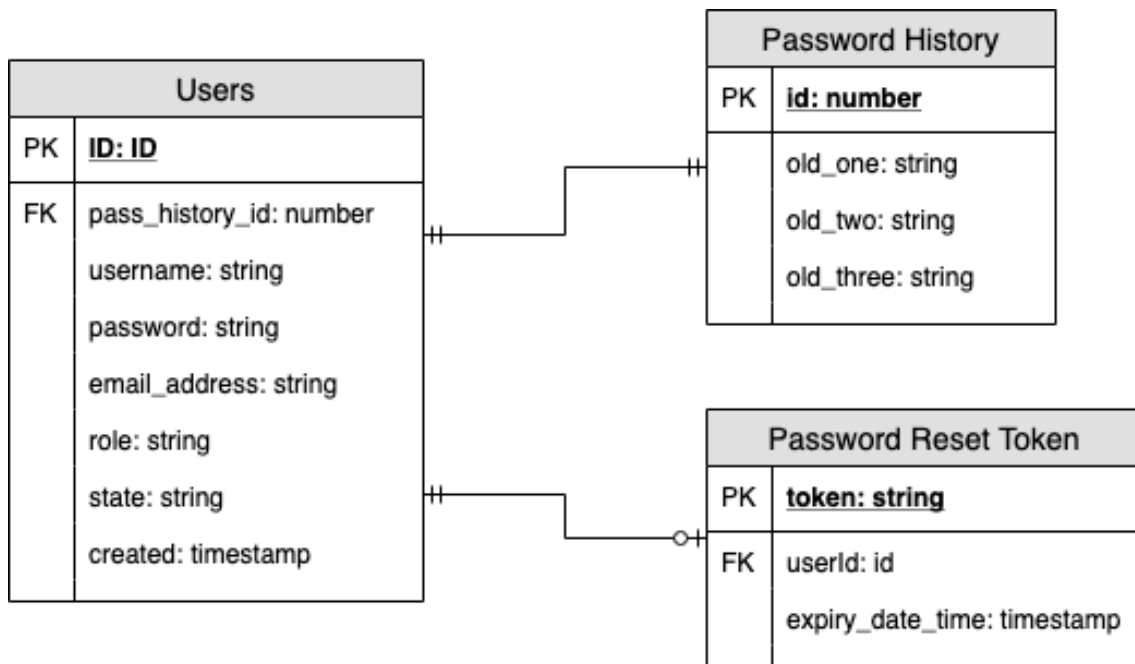 Users
PK ID: ID
FK pass_history_id: number
username: string
password: string
email_address: string
role: string
state: string
created: timestamp
Password History
PK id: number
old_one: string
old_two: string
old_three: string
Password Reset Token
PK token: string
FK userId: id
expiry_date_time: timestamp